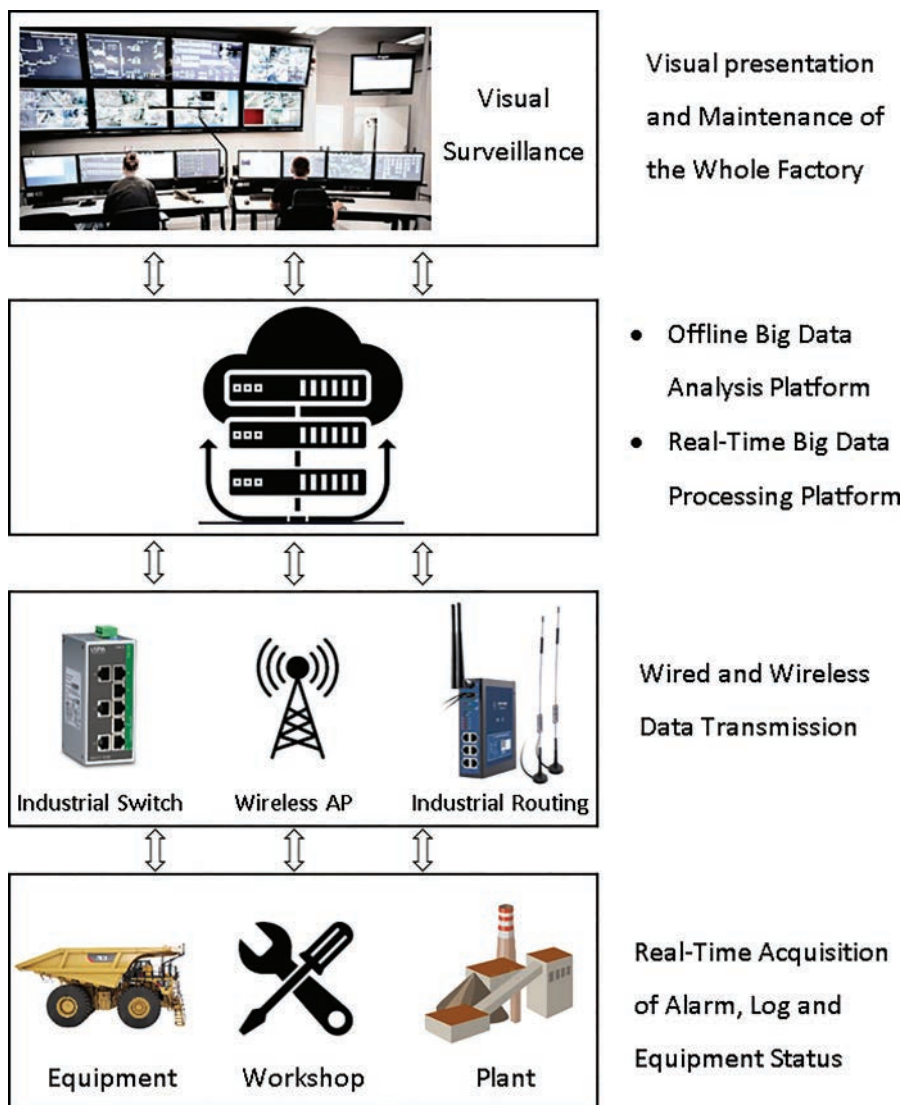 Visual
Surveillance
Visual presentation
and Maintenance of
the Whole Factory
• Offline Big Data
Analysis Platform
• Real-Time Big Data
Processing Platform
Industrial Switch
Wireless AP
Industrial Routing
Wired and Wireless
Data Transmission
Equipment
Workshop
Plant
Real-Time Acquisition
of Alarm, Log and
Equipment Status